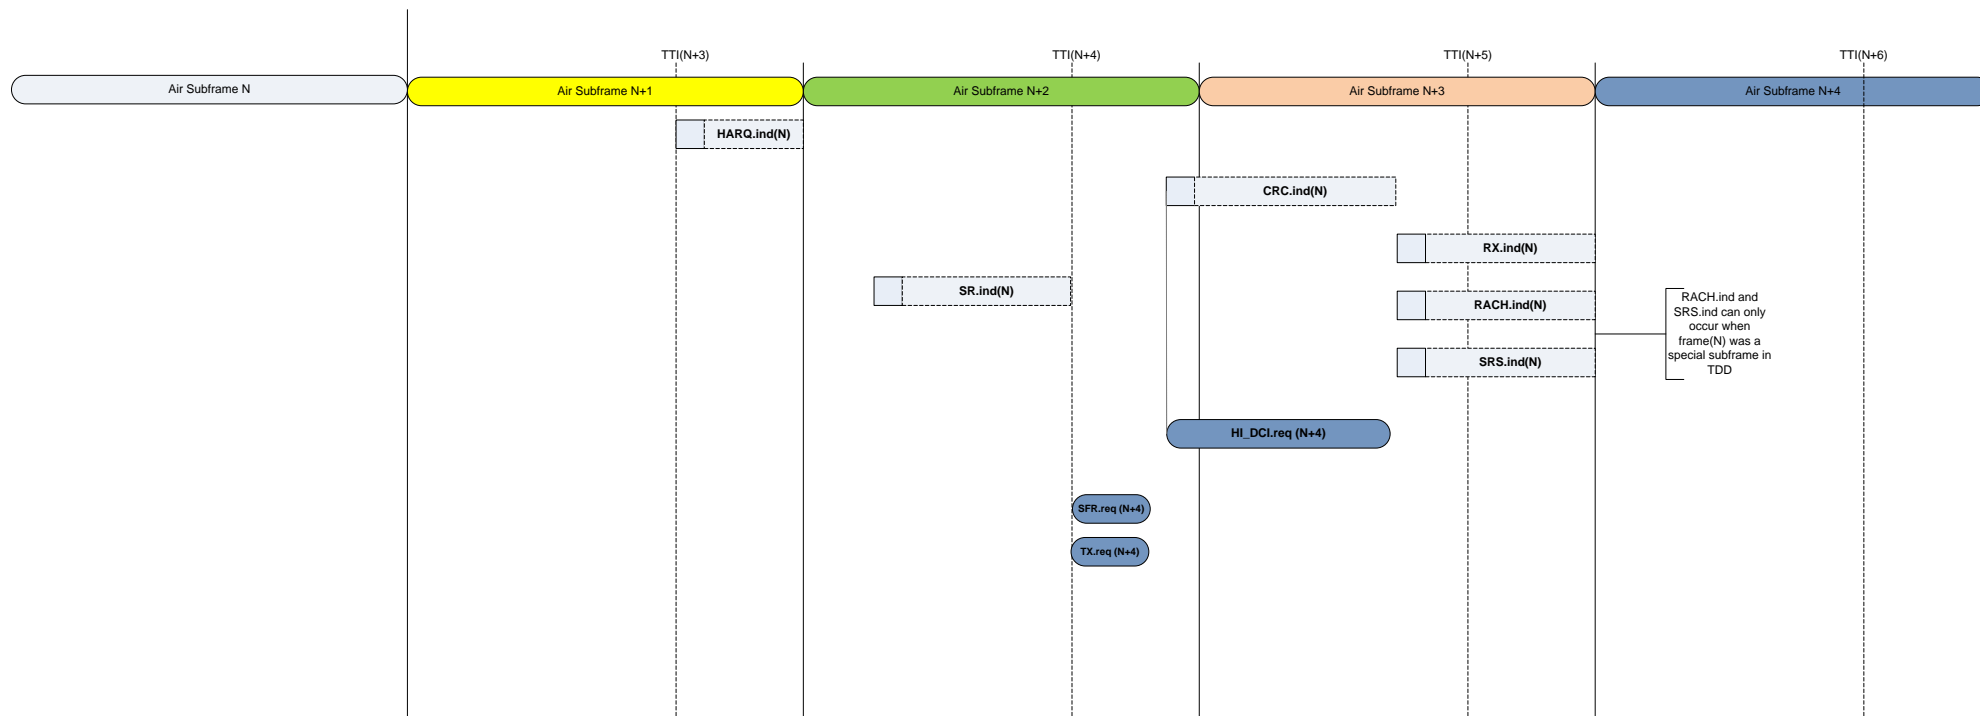 TTI(N+3)
TTI(N+4)
TTI(N+5)
TTI(N+6)
Air Subframe N
Air Subframe N+1
Air Subframe N+2
Air Subframe N+3
Air Subframe N+4
HARQ.ind(N)
CRC.ind(N)
RX.ind(N)
SR.ind(N)
RACH.ind(N)
SRS.ind(N)
RACH.ind and
SRS.ind can only
occur when
frame(N) was a
special subframe in
TDD
HI_DCI.req (N+4)
SFR.req (N+4)
TX.req (N+4)